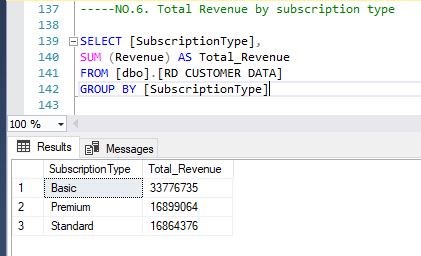 137 -----NO.6. Total Revenue by subscription type
138
139 SELECT [SubscriptionType],
140 SUM (Revenue) AS Total_Revenue
141 FROM [dbo].[RD CUSTOMER DATA]
142 GROUP BY [SubscriptionType]
143
100 %
Results Messages
SubscriptionType Total_Revenue
1 Basic 33776735
2 Premium 16899064
3 Standard 16864376